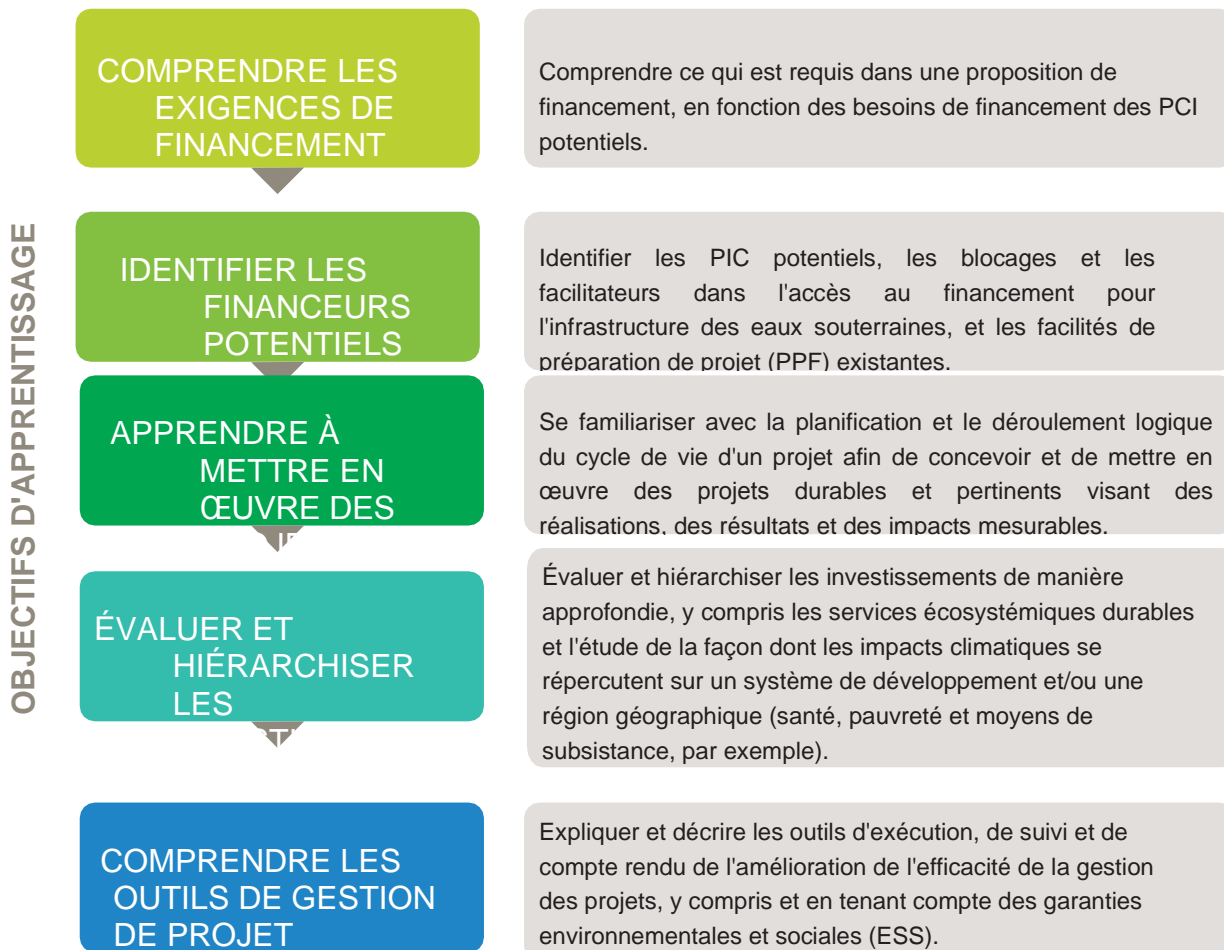 OBJECTIFS D'APPRENTISSAGE
COMPRENDRE LES
EXIGENCES DE
FINANCEMENT
Comprendre ce qui est requis dans une proposition de
financement, en fonction des besoins de financement des PCI
potentiels.
IDENTIFIER LES
FINANCEURS
POTENTIELS
Identifier les PIC potentiels, les blocages et les
facilitateurs dans l'accès au financement pour
l'infrastructure des eaux souterraines, et les facilités de
préparation de projet (PPF) existantes.
APPRENDRE À
METTRE EN
ŒUVRE DES
Se familiariser avec la planification et le déroulement logique
du cycle de vie d'un projet afin de concevoir et de mettre en
œuvre des projets durables et pertinents visant des
réalisations, des résultats et des impacts mesurables.
ÉVALUER ET
HIÉRARCHISER
LES
Évaluer et hiérarchiser les investissements de manière
approfondie, y compris les services écosystémiques durables
et l'étude de la façon dont les impacts climatiques se
répercutent sur un système de développement et/ou une
région géographique (santé, pauvreté et moyens de
subsistance, par exemple).
COMPRENDRE LES
OUTILS DE GESTION
DE PROJET
Expliquer et décrire les outils d'exécution, de suivi et de
compte rendu de l'amélioration de l'efficacité de la gestion
des projets, y compris et en tenant compte des garanties
environnementales et sociales (ESS).